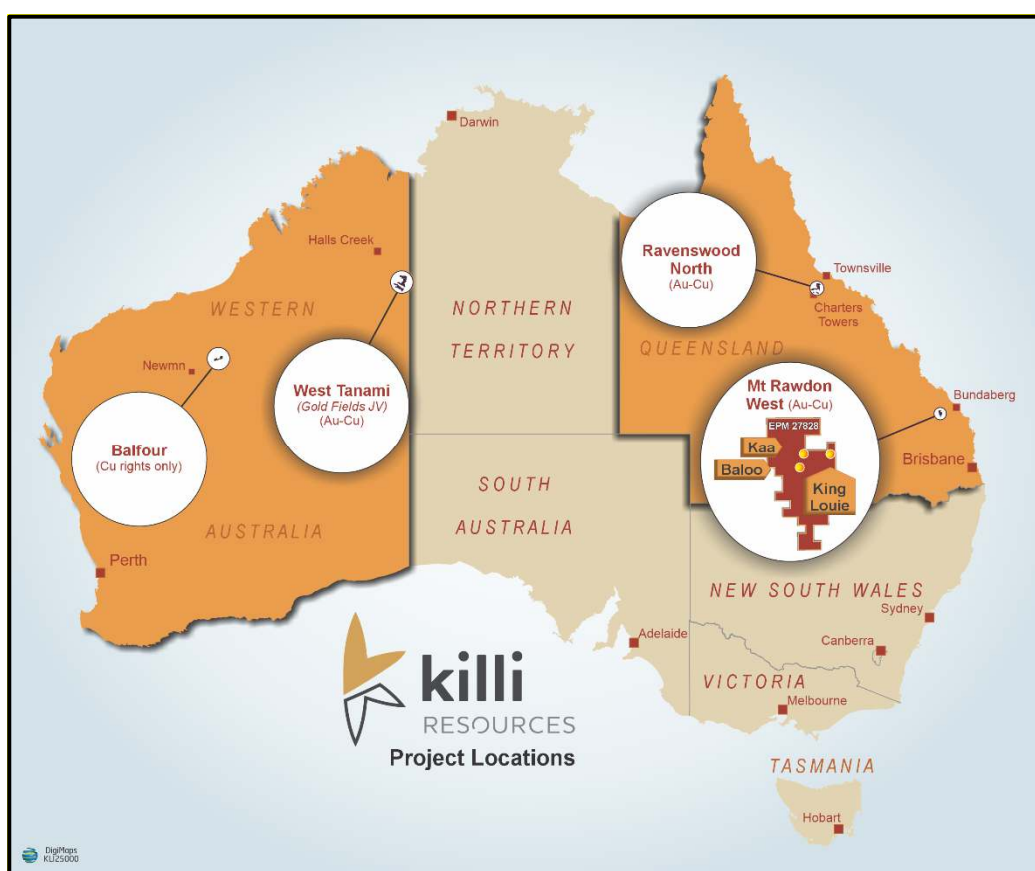 Darwin
Halls Creek
WESTERN
AUSTRALIA
Newmn
Balfour
(Cu rights only)
West Tanami
(Gold Fields JV)
(Au-Cu)
Perth
NORTHERN
TERRITORY
SOUTH
AUSTRALIA
Ravenswood
North
(Au-Cu)
Townsville
Charters
Towers
QUEENSLAND
Mt Rawdon
West (Au-Cu)
EPM 27828
Kaa
Baloo
King
Louie
Bundaberg
Brisbane
NEW SOUTH WALES
Sydney
Canberra
Adelaide
VICTORIA
Melbourne
TASMANIA
Hobart
killi
RESOURCES
Project Locations
DigiMaps
KLI25000